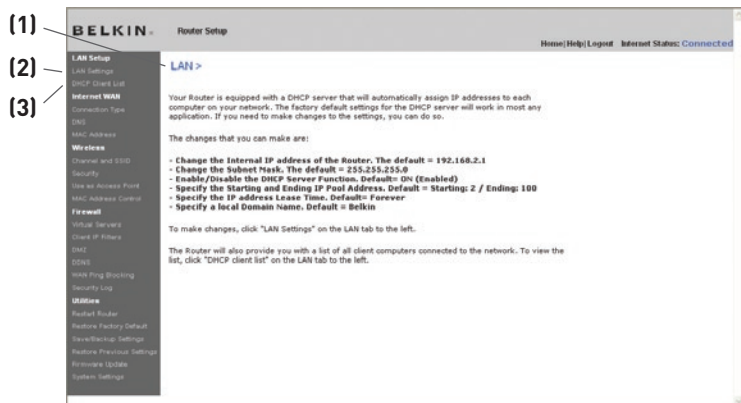 (1)
(2)
(3)
BELKIN.
Router Setup
Home|Help|Logout Internet Status: Connected
LAN Setup
LAN Settings
DHCP Client List
Internet WAN
Connection Type
DNS
MAC Address
Wireless
Channel and SSID
Security
Use as Access Point
MAC Address Control
Firewall
Virtual Servers
Client IP Filters
DMZ
DDNS
WAN Ping Blocking
Security Log
Utilities
Restart Router
Restore Factory Default
Save/Backup Settings
Restore Previous Settings
Firmware Update
System Settings
LAN >
Your Router is equipped with a DHCP server that will automatically assign IP addresses to each
computer on your network. The factory default settings for the DHCP server will work in most any
application. If you need to make changes to the settings, you can do so.
The changes that you can make are:
- Change the Internal IP address of the Router. The default = 192.168.2.1
- Change the Subnet Mask. The default = 255.255.255.0
- Enable/Disable the DHCP Server Function. Default= ON (Enabled)
- Specify the Starting and Ending IP Pool Address. Default = Starting: 2 / Ending: 100
- Specify the IP address Lease Time. Default= Forever
- Specify a local Domain Name. Default = Belkin
To make changes, click "LAN Settings" on the LAN tab to the left.
The Router will also provide you with a list of all client computers connected to the network. To view the
list, click "DHCP client list" on the LAN tab to the left.